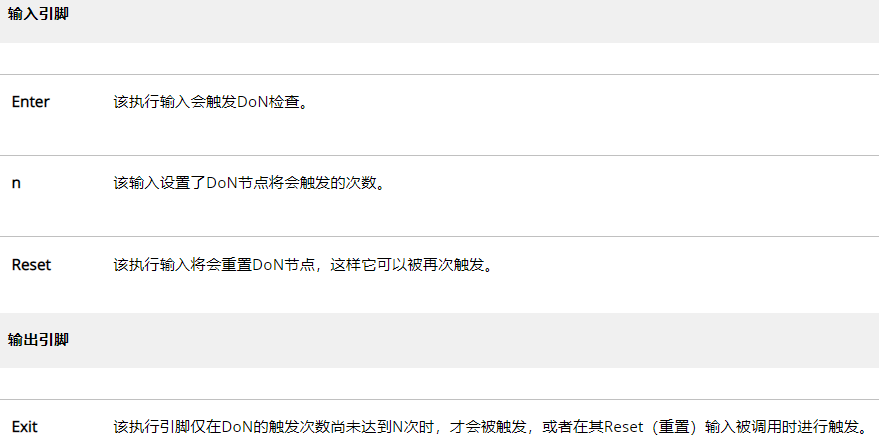 输入引脚
Enter 该执行输入会触发DoN检查。
n 该输入设置了DoN节点将会触发的次数。
Reset 该执行输入将会重置DoN节点，这样它可以被再次触发。
输出引脚
Exit 该执行引脚仅在DoN的触发次数尚未达到N次时，才会被触发，或者在其Reset（重置）输入被调用时进行触发。